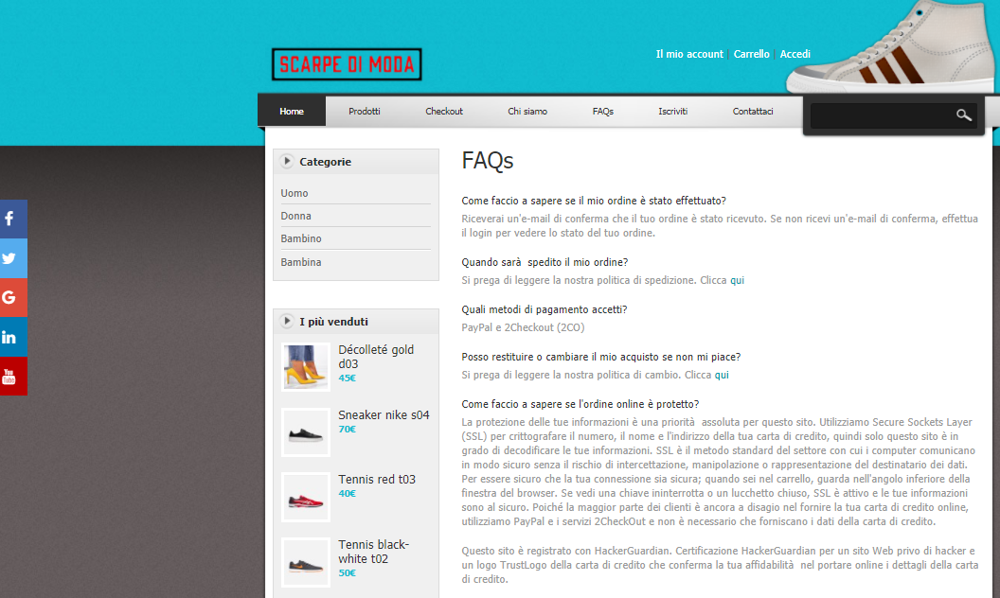 SCARPE DI MODA
Il mio account | Carrello | Accedi
Home Prodotti Checkout Chi siamo FAQs Iscriviti Contattaci
Categorie
Uomo
Donna
Bambino
Bambina
I più venduti
Décolleté gold
d03
45€
Sneaker nike s04
70€
Tennis red t03
40€
Tennis black-
white t02
50€
FAQs
Come faccio a sapere se il mio ordine è stato effettuato?
Riceverai un'e-mail di conferma che il tuo ordine è stato ricevuto. Se non ricevi un'e-mail di conferma, effettua
il login per vedere lo stato del tuo ordine.
Quando sarà  spedito il mio ordine?
Si prega di leggere la nostra politica di spedizione. Clicca qui
Quali metodi di pagamento accetti?
PayPal e 2Checkout (2CO)
Posso restituire o cambiare il mio acquisto se non mi piace?
Si prega di leggere la nostra politica di cambio. Clicca qui
Come faccio a sapere se l'ordine online è protetto?
La protezione delle tue informazioni è una priorità  assoluta per questo sito. Utilizziamo Secure Sockets Layer
(SSL) per crittografare il numero, il nome e l'indirizzo della tua carta di credito, quindi solo questo sito è in
grado di decodificare le tue informazioni. SSL è il metodo standard del settore con cui i computer comunicano
in modo sicuro senza il rischio di intercettazione, manipolazione o rappresentazione del destinatario dei dati.
Per essere sicuro che la tua connessione sia sicura; quando sei nel carrello, guarda nell'angolo inferiore della
finestra del browser. Se vedi una chiave ininterrotta o un lucchetto chiuso, SSL è attivo e le tue informazioni
sono al sicuro. Poiché la maggior parte dei clienti è ancora a disagio nel fornire la tua carta di credito online,
utilizziamo PayPal e i servizi 2CheckOut e non è necessario che forniscano i dati della carta di credito.
Questo sito è registrato con HackerGuardian. Certificazione HackerGuardian per un sito Web privo di hacker e
un logo TrustLogo della carta di credito che conferma la tua affidabilità  nel portare online i dettagli della carta
di credito.